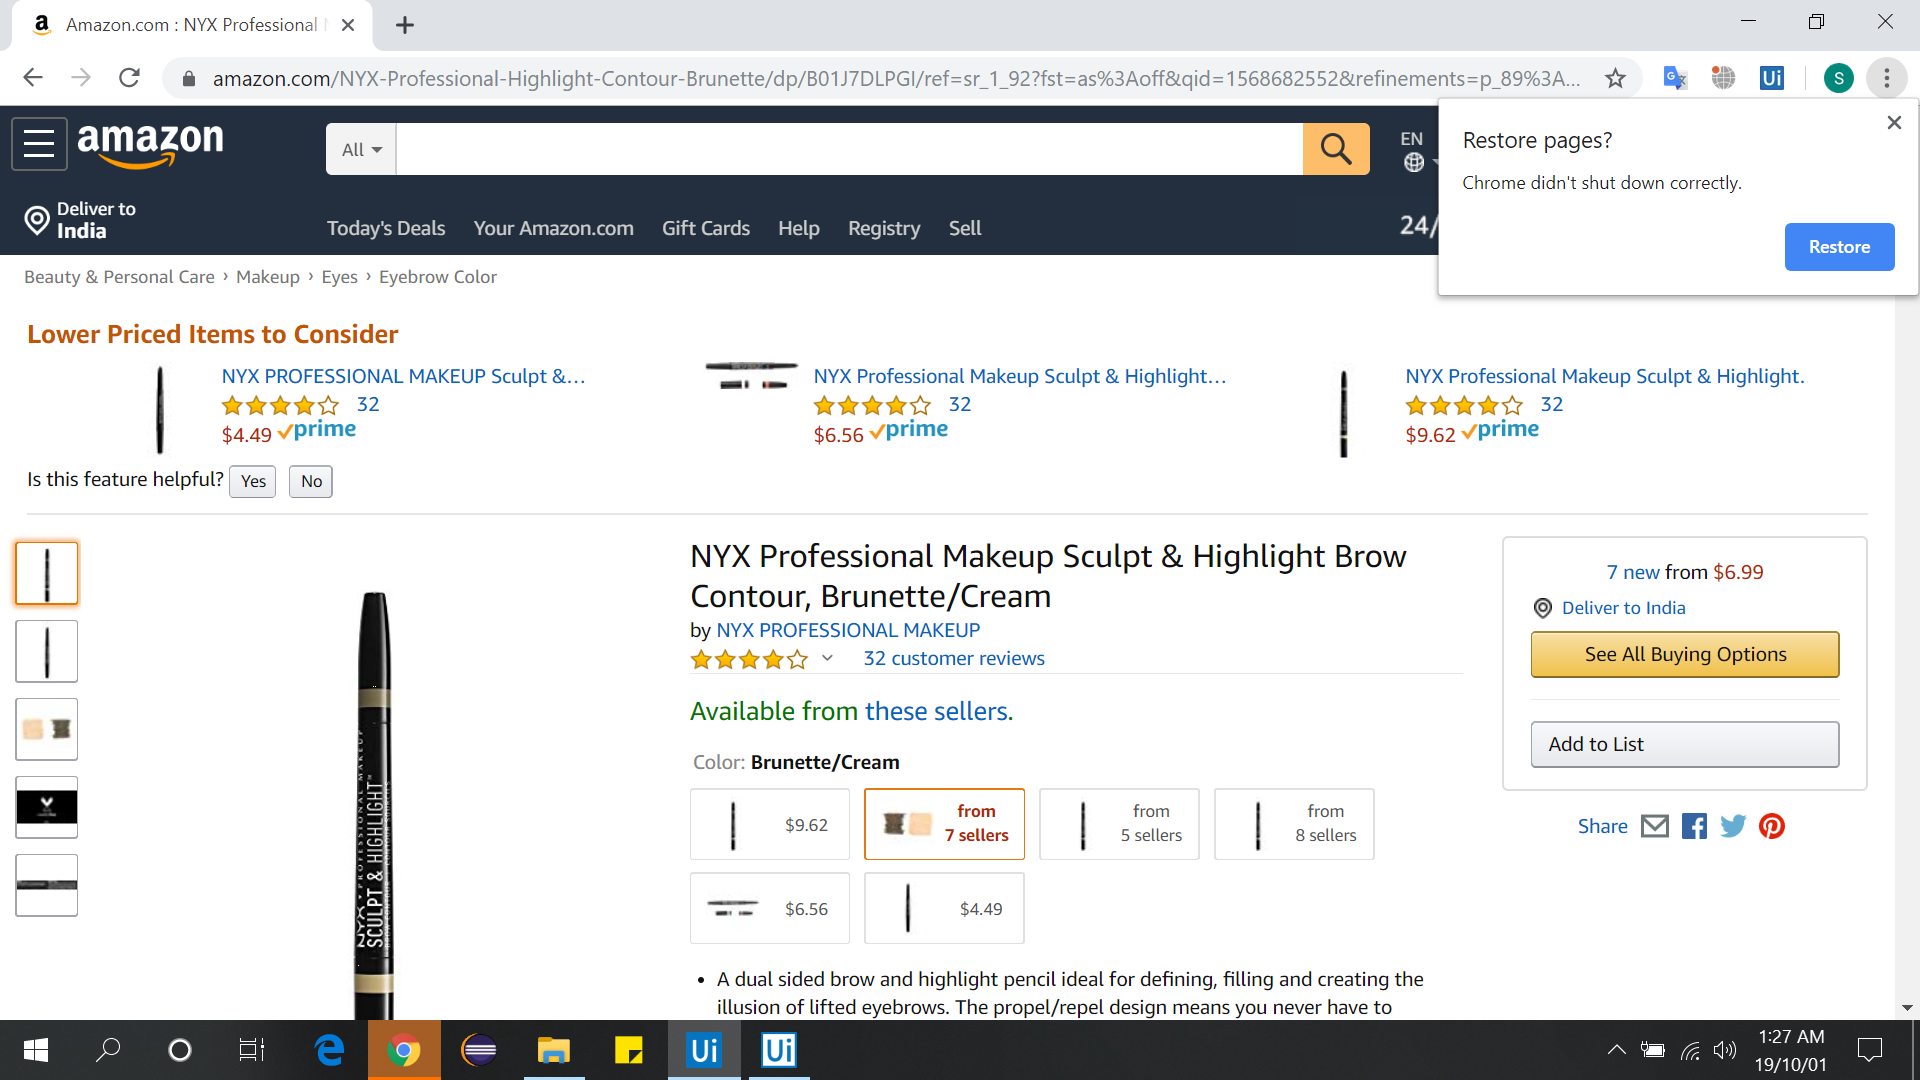 Amazon.com : NYX Professional
amazon.com/NYX-Professional-Highlight-Contour-Brunette/dp/B01J7DLPGI/ref=sr_1_92?fst=as%3Aoff&qid=1568682552&refinements=p_89%3A...
Ui
S
Restore pages?
Chrome didn't shut down correctly.
Restore
amazon
All
EN
Deliver to
India
Today's Deals
Your Amazon.com
Gift Cards
Help
Registry
Sell
24/
Beauty & Personal Care › Makeup › Eyes › Eyebrow Color
Lower Priced Items to Consider
NYX PROFESSIONAL MAKEUP Sculpt &...
32
$4.49 prime
NYX Professional Makeup Sculpt & Highlight...
32
$6.56 prime
NYX Professional Makeup Sculpt & Highlight.
32
$9.62 prime
Is this feature helpful? Yes No
NYX Professional Makeup Sculpt & Highlight Brow
Contour, Brunette/Cream
by NYX PROFESSIONAL MAKEUP
32 customer reviews
Available from these sellers.
Color: Brunette/Cream
$9.62
from
7 sellers
from
5 sellers
from
8 sellers
$6.56
$4.49
• A dual sided brow and highlight pencil ideal for defining, filling and creating the
illusion of lifted eyebrows. The propel/repel design means you never have to
7 new from $6.99
Deliver to India
See All Buying Options
Add to List
Share
NYX PROFESSIONAL MAKEUP
SCULPT & HIGHLIGHT™
Ui
Ui
1:27 AM
19/10/01